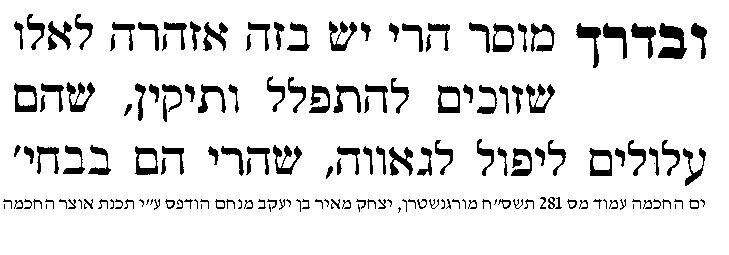 ובדרך מוסר הרי יש בזה אזהרה לאלו
שזוכים להתפלל ותיקין, שהם
עלולים ליפול לגאווה, שהרי הם בבחי׳
ים החכמה עמוד מס 281 תשס״ח מורגנשטרן, יצחק מאיר בן יעקב מנחם הודפס ע״י תכנת אוצר החכמה